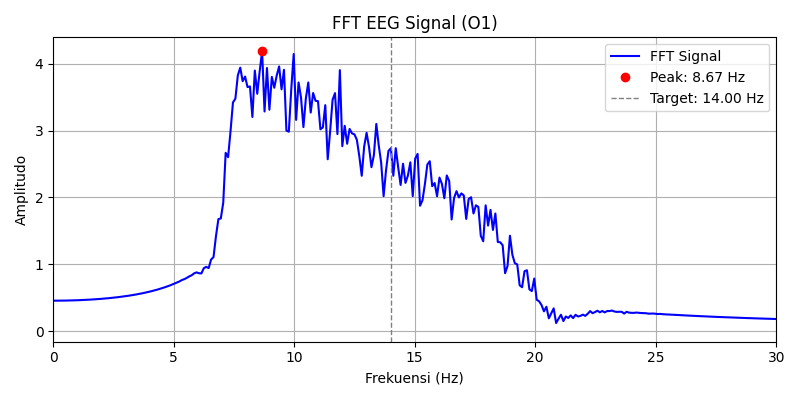 FFT EEG Signal (O1)
FFT Signal
Peak: 8.67 Hz
Target: 14.00 Hz
Amplitudo
4
3
2
1
0
0 5 10 15 20 25 30
Frekuensi (Hz)